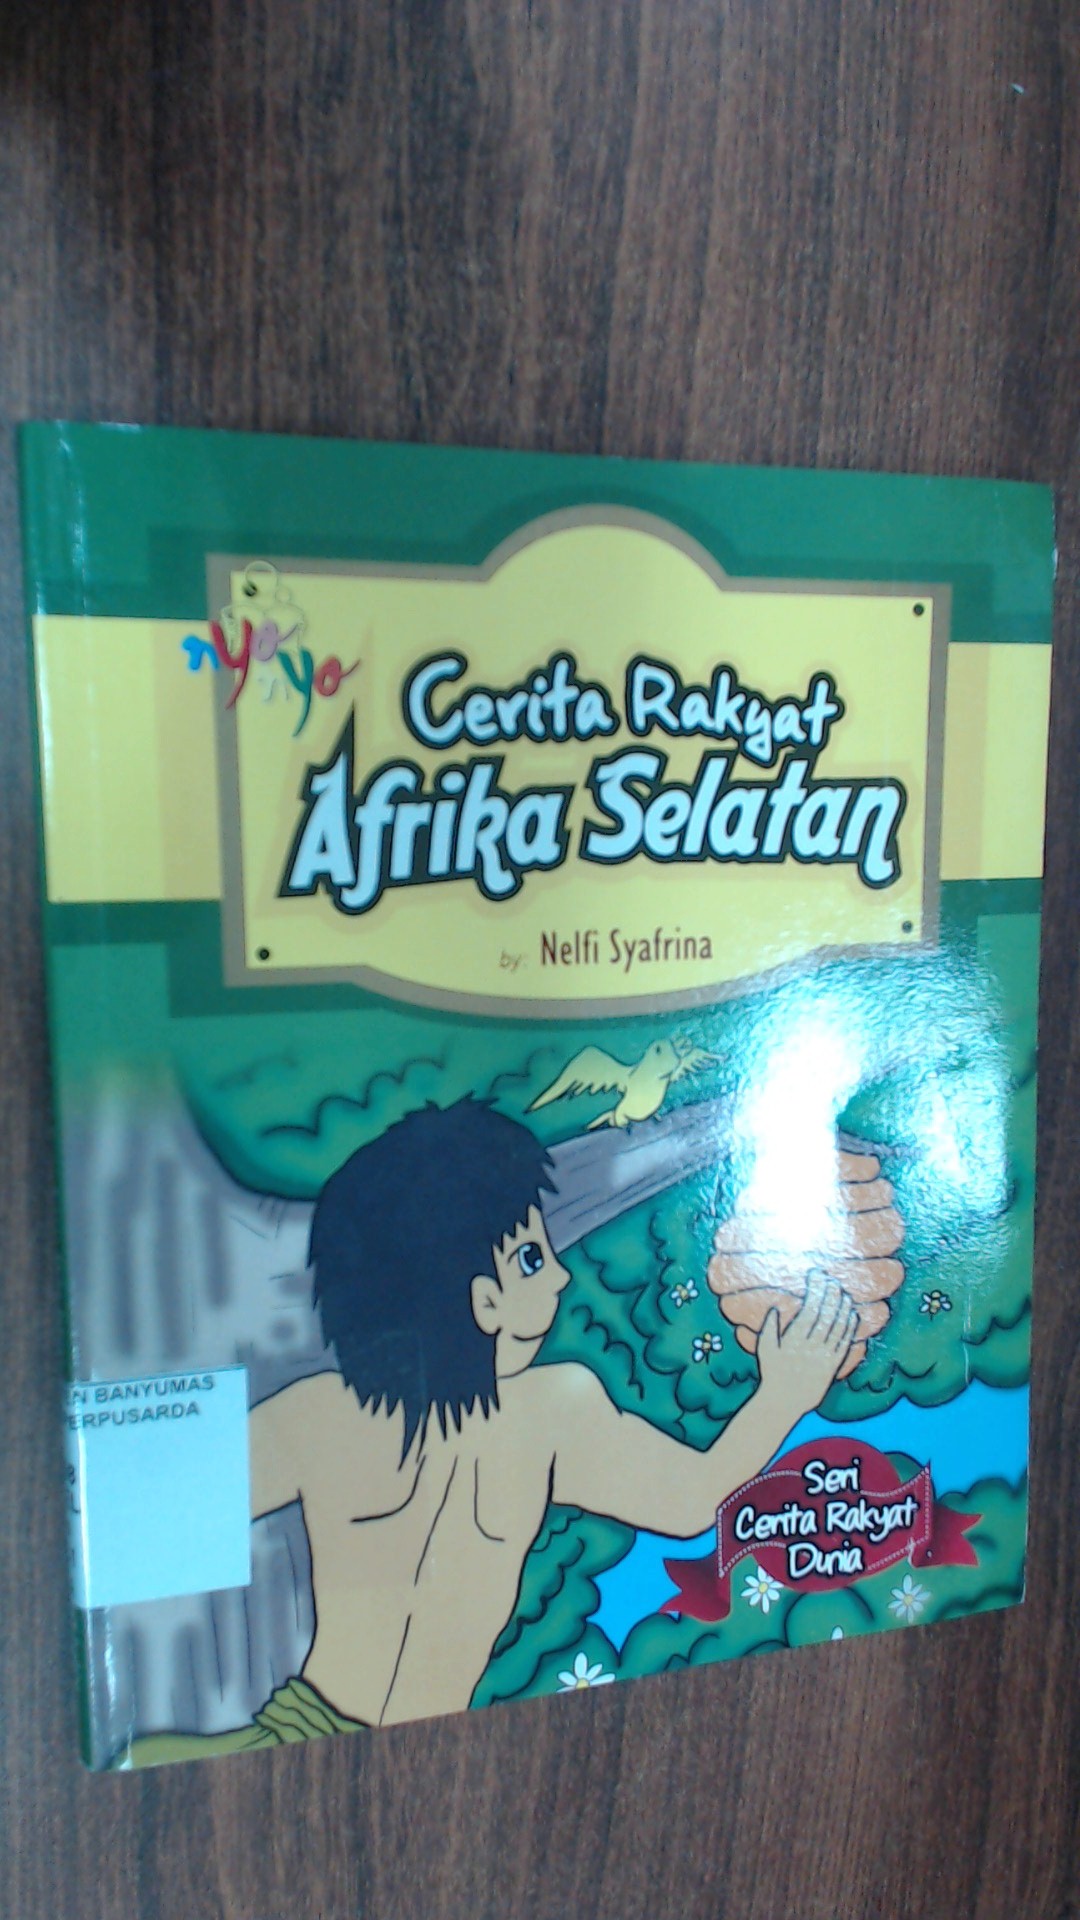 nyo
nyo
Cerita Rakyat
Afrika Selatan
by: Nelfi Syafrina
N BANYUMAS
ERPUSARDA
Seri
Cerita Rakyat
Dunia